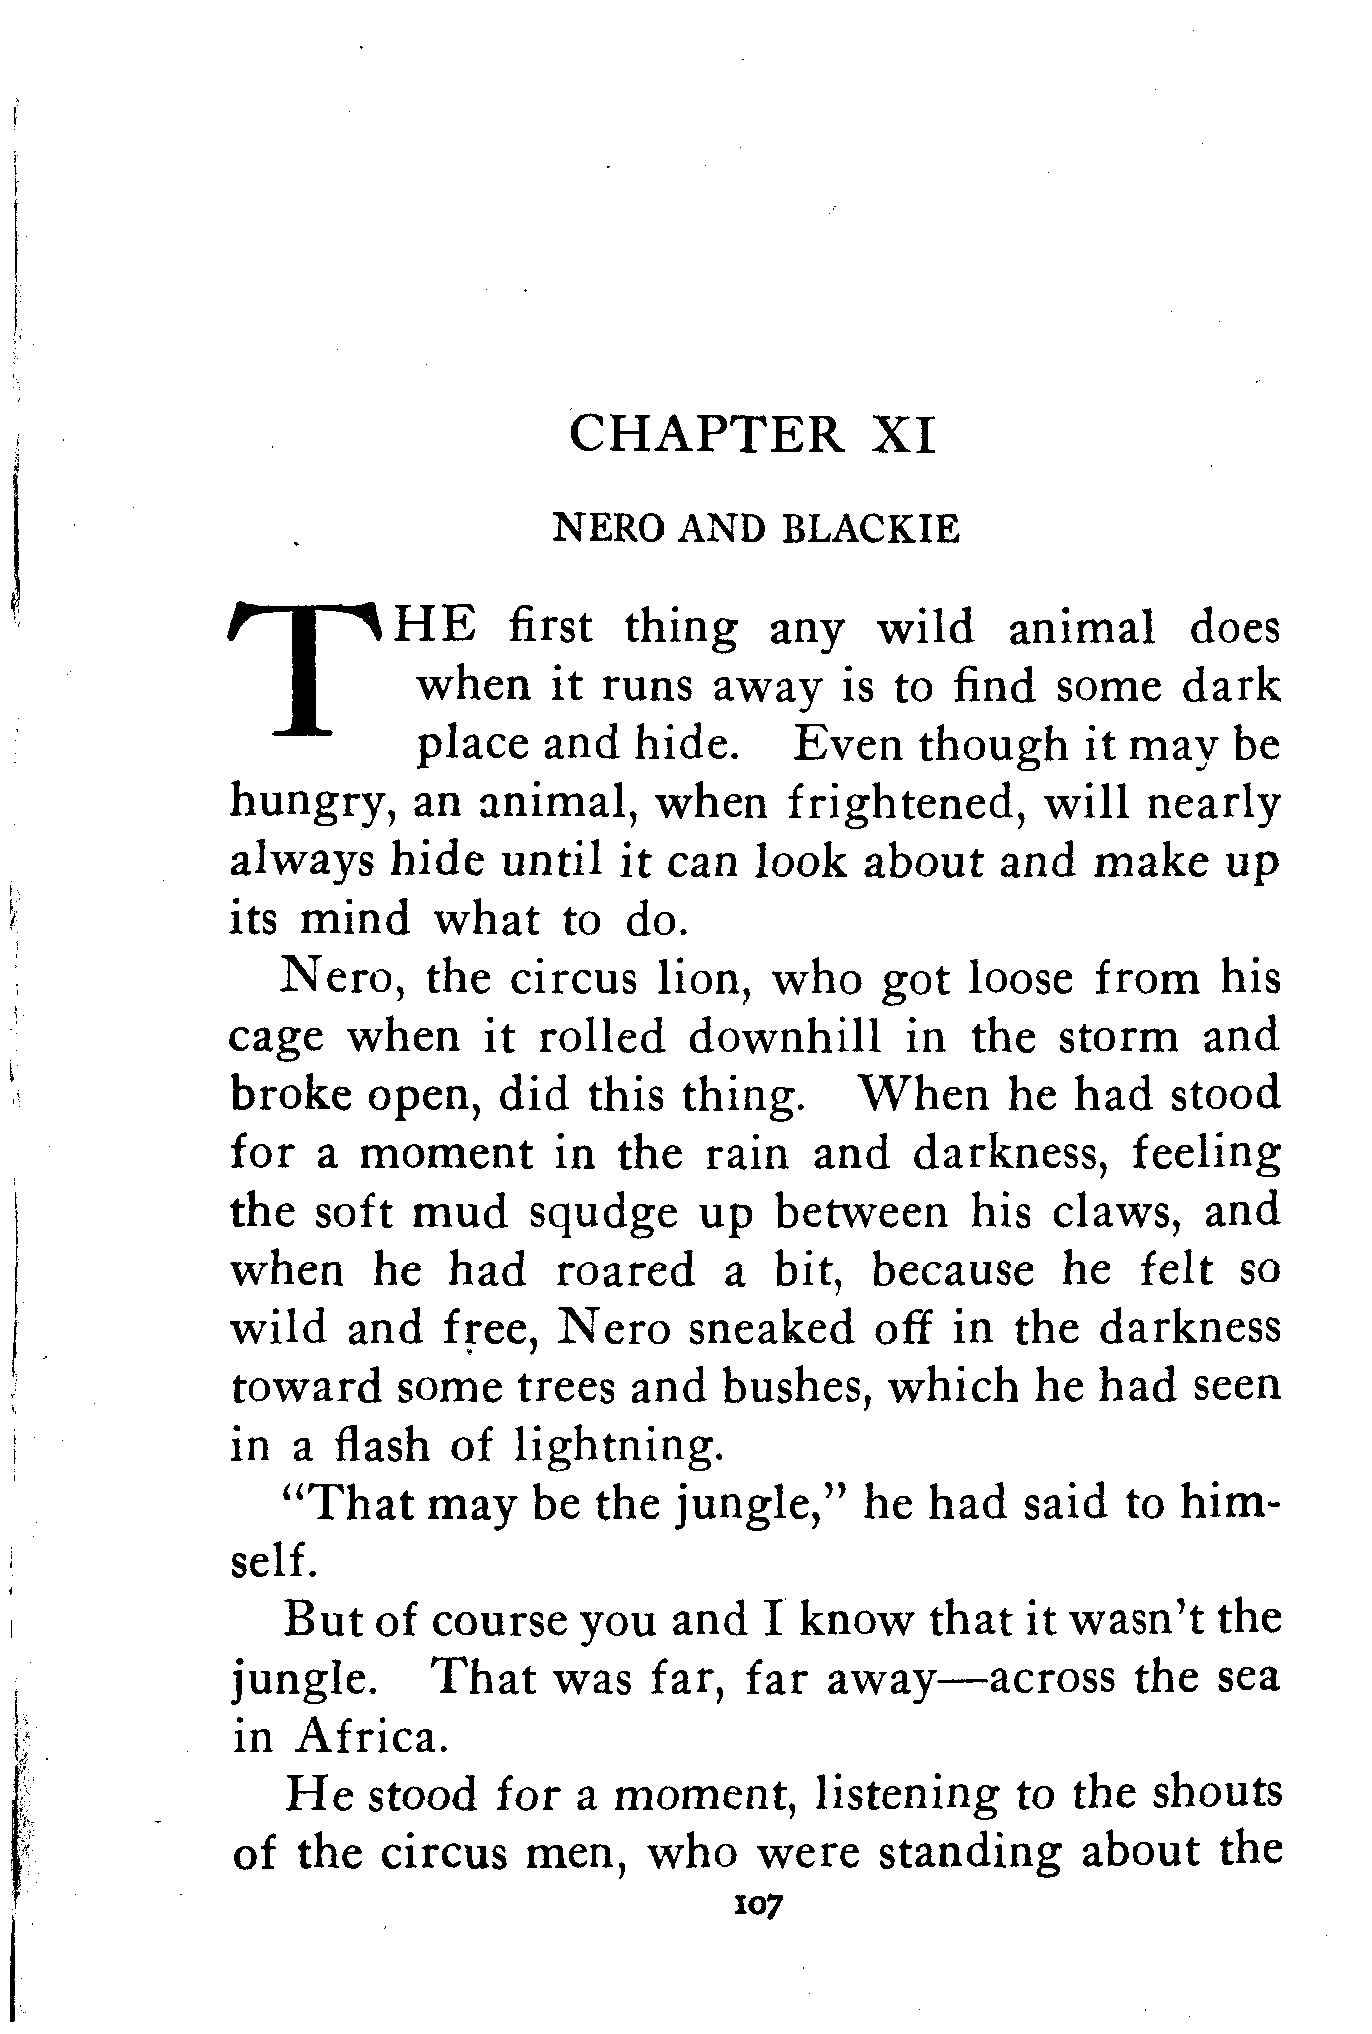 CHAPTER XI
NERO AND BLACKIE
THE first thing any wild animal does
when it runs away is to find some dark
place and hide. Even though it may be
hungry, an animal, when frightened, will nearly
always hide until it can look about and make up
its mind what to do.
Nero, the circus lion, who got loose from his
cage when it rolled downhill in the storm and
broke open, did this thing. When he had stood
for a moment in the rain and darkness, feeling
the soft mud squdge up between his claws, and
when he had roared a bit, because he felt so
wild and free, Nero sneaked off in the darkness
toward some trees and bushes, which he had seen
in a flash of lightning.
"That may be the jungle," he had said to him-
self.
But of course you and I know that it wasn't the
jungle. That was far, far away—across the sea
in Africa.
He stood for a moment, listening to the shouts
of the circus men, who were standing about the
107